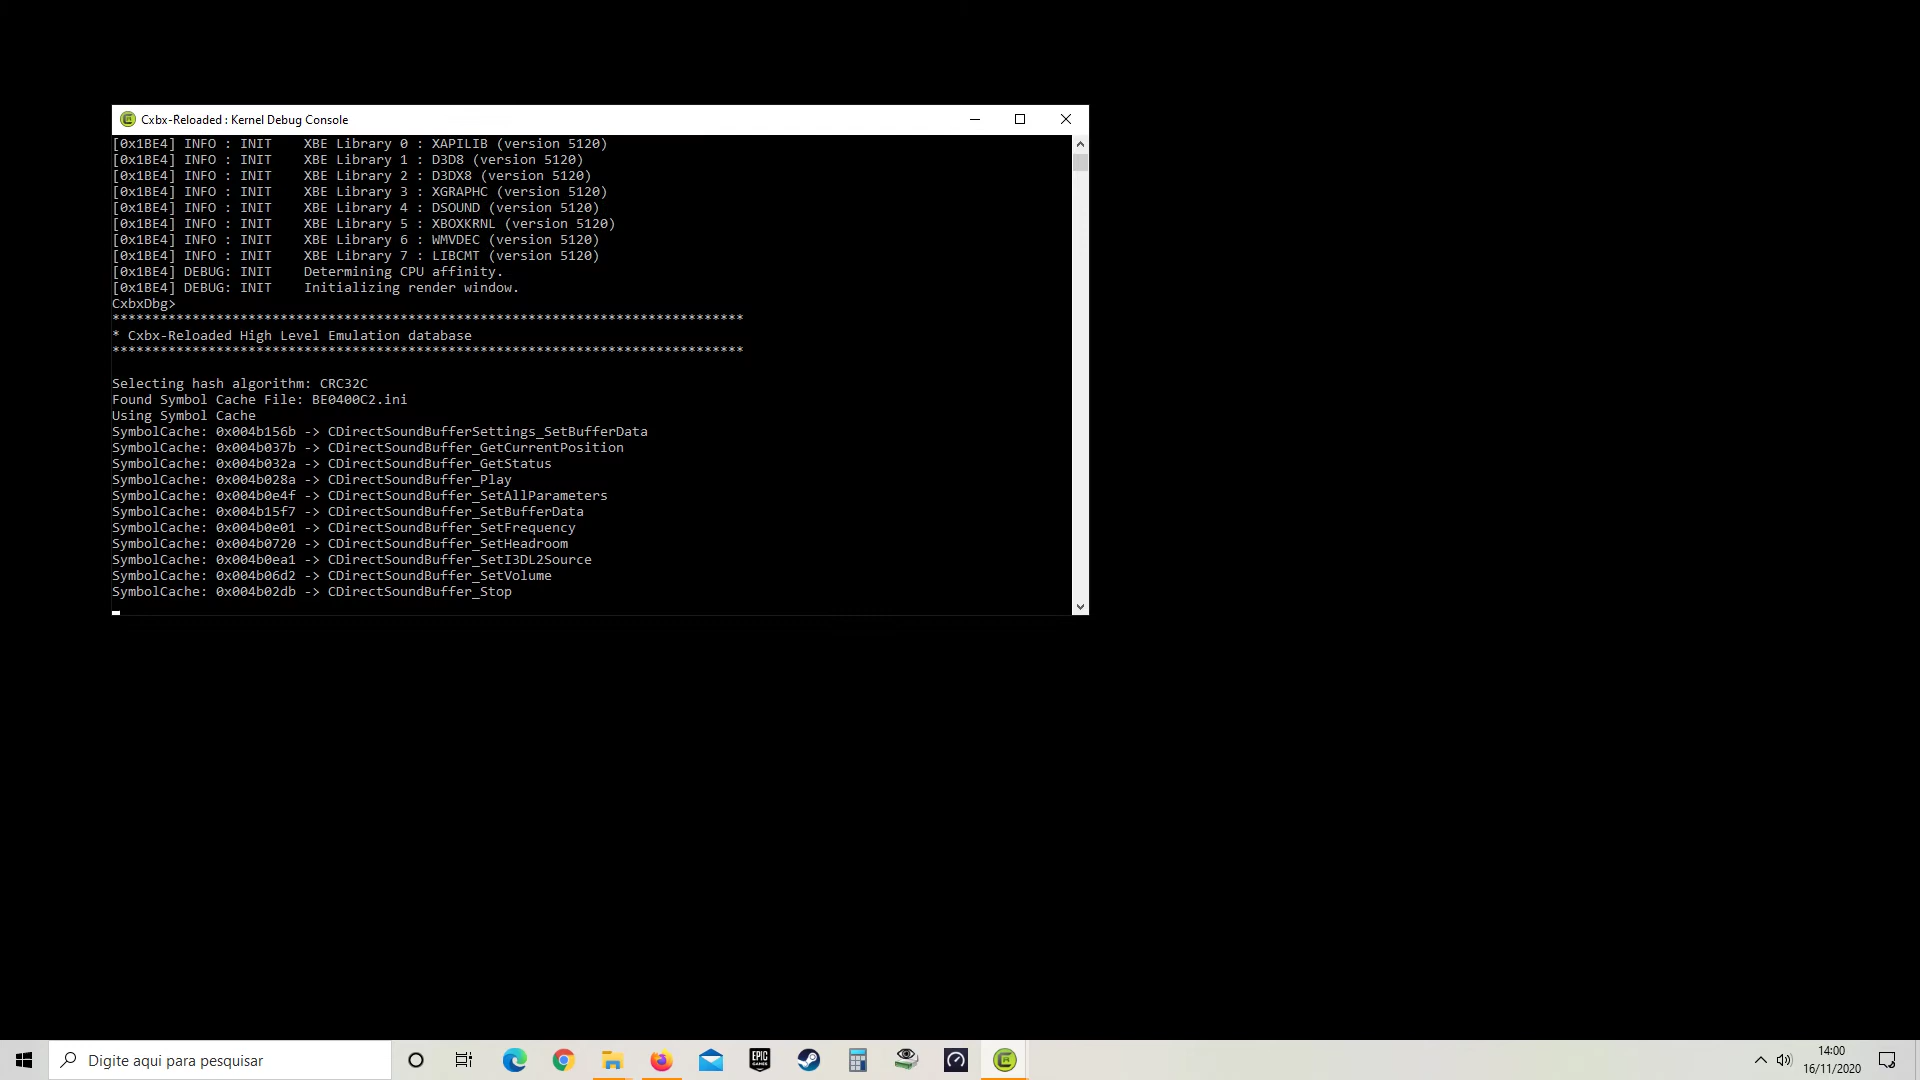 Cxbx-Reloaded : Kernel Debug Console
[0x1BE4] INFO : INIT    XBE Library 0 : XAPILIB (version 5120)
[0x1BE4] INFO : INIT    XBE Library 1 : D3D8 (version 5120)
[0x1BE4] INFO : INIT    XBE Library 2 : D3DX8 (version 5120)
[0x1BE4] INFO : INIT    XBE Library 3 : XGRAPHC (version 5120)
[0x1BE4] INFO : INIT    XBE Library 4 : DSOUND (version 5120)
[0x1BE4] INFO : INIT    XBE Library 5 : XBOXKRNL (version 5120)
[0x1BE4] INFO : INIT    XBE Library 6 : WMVDEC (version 5120)
[0x1BE4] INFO : INIT    XBE Library 7 : LIBCMT (version 5120)
[0x1BE4] DEBUG: INIT    Determining CPU affinity.
[0x1BE4] DEBUG: INIT    Initializing render window.
CxbxDbg>
*******************************************************************************
* Cxbx-Reloaded High Level Emulation database
*******************************************************************************
Selecting hash algorithm: CRC32C
Found Symbol Cache File: BE0400C2.ini
Using Symbol Cache
SymbolCache: 0x004b156b -> CDirectSoundBufferSettings_SetBufferData
SymbolCache: 0x004b037b -> CDirectSoundBuffer_GetCurrentPosition
SymbolCache: 0x004b032a -> CDirectSoundBuffer_GetStatus
SymbolCache: 0x004b028a -> CDirectSoundBuffer_Play
SymbolCache: 0x004b0e4f -> CDirectSoundBuffer_SetAllParameters
SymbolCache: 0x004b15f7 -> CDirectSoundBuffer_SetBufferData
SymbolCache: 0x004b0e01 -> CDirectSoundBuffer_SetFrequency
SymbolCache: 0x004b0720 -> CDirectSoundBuffer_SetHeadroom
SymbolCache: 0x004b0ea1 -> CDirectSoundBuffer_SetI3DL2Source
SymbolCache: 0x004b06d2 -> CDirectSoundBuffer_SetVolume
SymbolCache: 0x004b02db -> CDirectSoundBuffer_Stop
Digite aqui para pesquisar
EPIC GAMES
14:00
16/11/2020